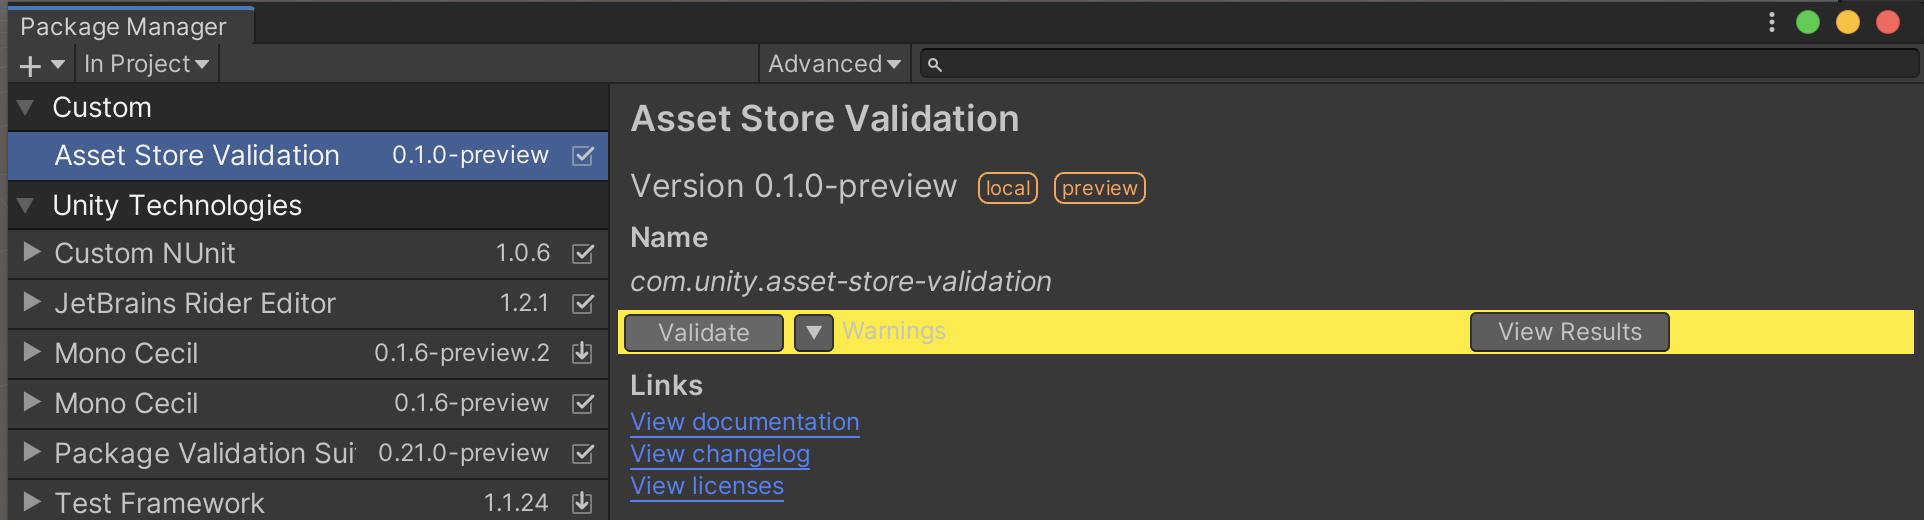 Package Manager
In Project
Advanced
Custom
Asset Store Validation 0.1.0-preview
Unity Technologies
Custom NUnit 1.0.6
JetBrains Rider Editor 1.2.1
Mono Cecil 0.1.6-preview.2
Mono Cecil 0.1.6-preview
Package Validation Sui 0.21.0-preview
Test Framework 1.1.24
Asset Store Validation
Version 0.1.0-preview local preview
Name
com.unity.asset-store-validation
Validate Warnings View Results
Links
View documentation
View changelog
View licenses